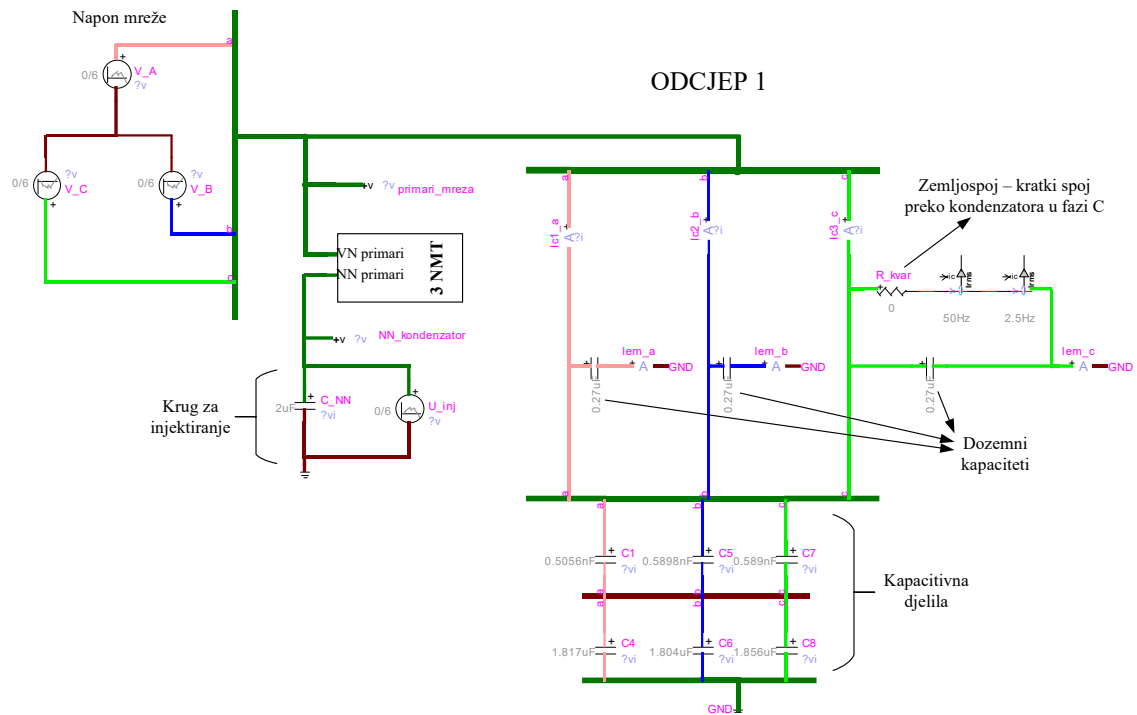 Napon mreže
a
+
0/6
V_A
?v
ODCJEP 1
0/6
?v
V_C
+
0/6
?v
V_B
+
b
c
+v
?v
primari_mreza
VN primari
NN primari
3 NMT
+v
?v
NN_kondenzator
Krug za
injektiranje
2uF
+
C_NN
?vi
0/6
+
U_inj
?v
a
b
c
Ic1_a
+
A
?i
Ic2_b
+
A
?i
Ic3_c
+
A
?i
Zemljospoj – kratki spoj
preko kondenzatora u fazi C
R_kvar
+
0
ic
Irms
50Hz
ic
Irms
2.5Hz
+
0.27uF
Iem_a
+
A
GND
+
0.27uF
Iem_b
+
A
GND
+
0.27uF
Iem_c
+
A
GND
Dozemni
kapaciteti
a
b
c
a
b
c
0.5056nF
+
C1
?vi
0.5898nF
+
C5
?vi
0.589nF
+
C7
?vi
a
b
c
a
b
c
1.817uF
+
C4
?vi
1.804uF
+
C6
?vi
1.856uF
+
C8
?vi
Kapacitivna
djelila
GND